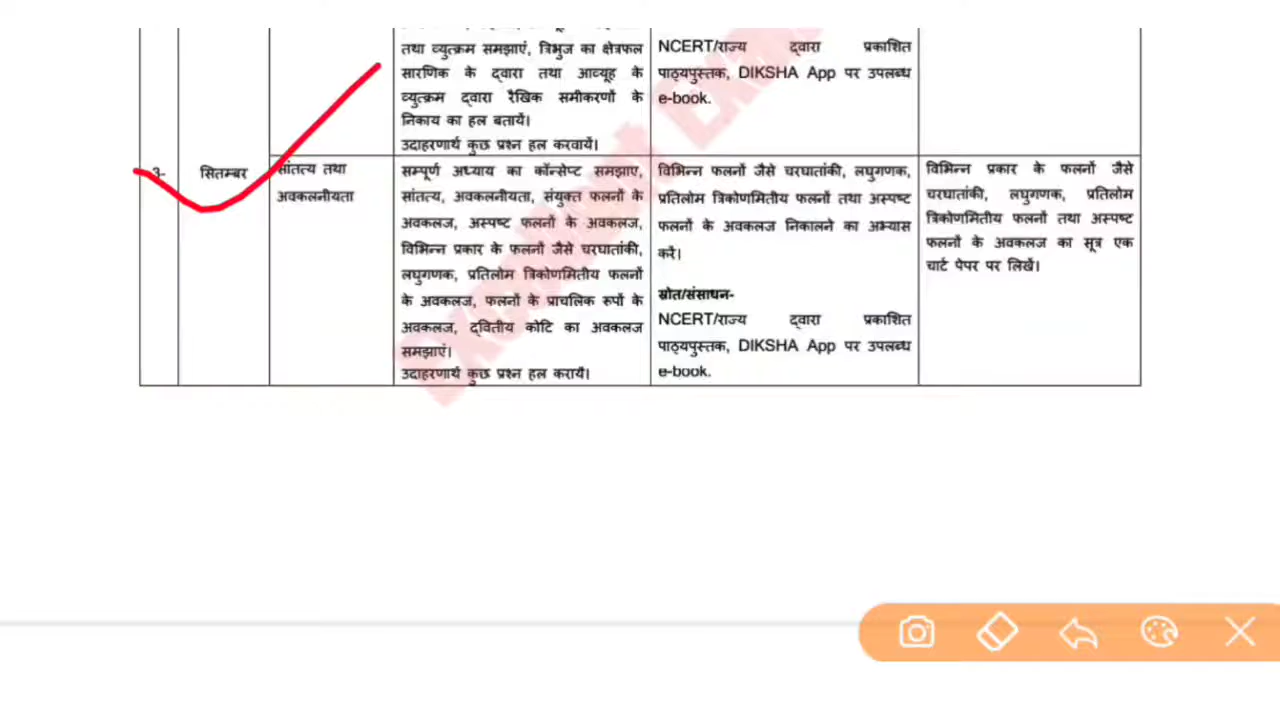 तथा व्युत्क्रम समझाएं, त्रिभुज का क्षेत्रफल
सारणिक के द्वारा तथा आव्यूह के
व्युत्क्रम द्वारा रैखिक समीकरणों के
निकाय का हल बतायें।
उदाहरणार्थ कुछ प्रश्न हल करवायें।
NCERT/राज्य द्वारा प्रकाशित
पाठ्यपुस्तक, DIKSHA App पर उपलब्ध
e-book.
3-
सितम्बर
सांतत्य तथा
अवकलनीयता
सम्पूर्ण अध्याय का कॉन्सेप्ट समझाए,
सांतत्य, अवकलनीयता, संयुक्त फलनों के
अवकलज, अस्पष्ट फलनों के अवकलज,
विभिन्न प्रकार के फलनों जैसे चरघातांकी,
लघुगणक, प्रतिलोम त्रिकोणमितीय फलनों
के अवकलज, फलनों के प्राचलिक रूपों के
अवकलज, द्वितीय कोटि का अवकलज
समझाएं।
उदाहरणार्थ कुछ प्रश्न हल करायें।
विभिन्न फलनों जैसे चरघातांकी, लघुगणक,
प्रतिलोम त्रिकोणमितीय फलनों तथा अस्पष्ट
फलनों के अवकलज निकालने का अभ्यास
करें।
स्रोत/संसाधन-
NCERT/राज्य द्वारा प्रकाशित
पाठ्यपुस्तक, DIKSHA App पर उपलब्ध
e-book.
विभिन्न प्रकार के फलनों जैसे
चरघातांकी, लघुगणक, प्रतिलोम
त्रिकोणमितीय फलनों तथा अस्पष्ट
फलनों के अवकलज का सूत्र एक
चार्ट पेपर पर लिखें।